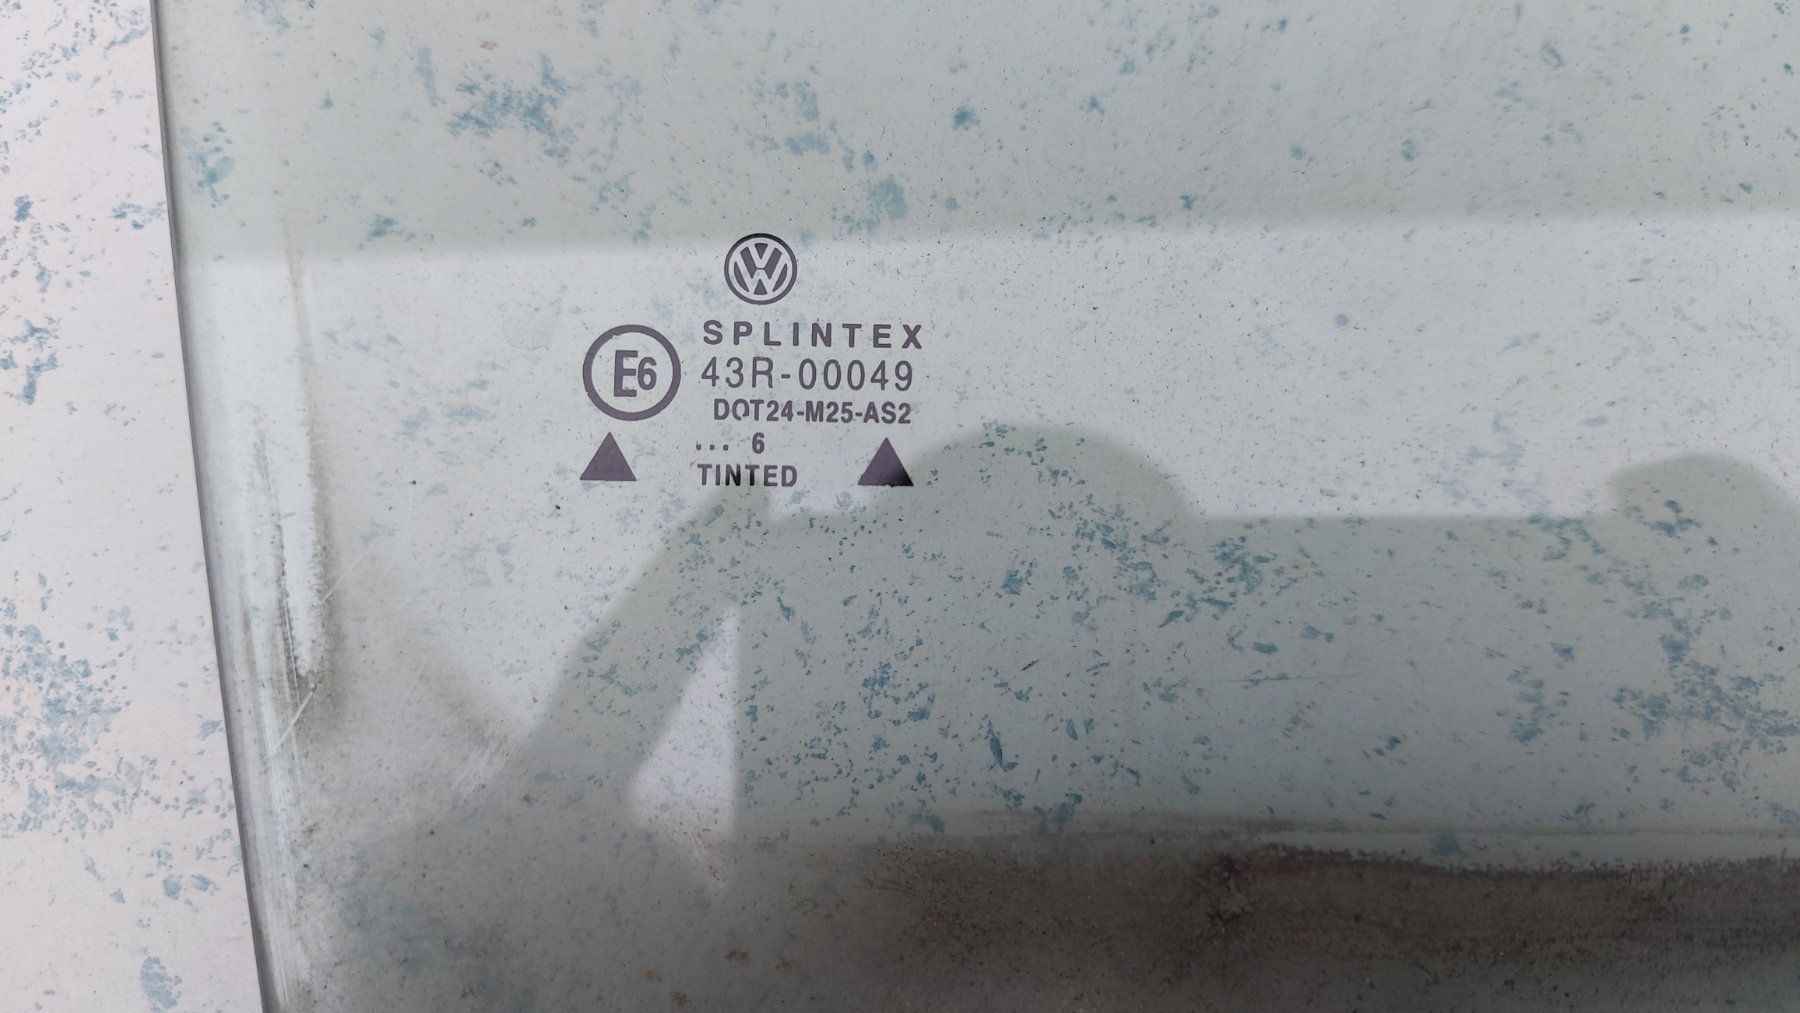 SPLINTEX
E6
43R-00049
DOT24-M25-AS2
... 6
TINTED